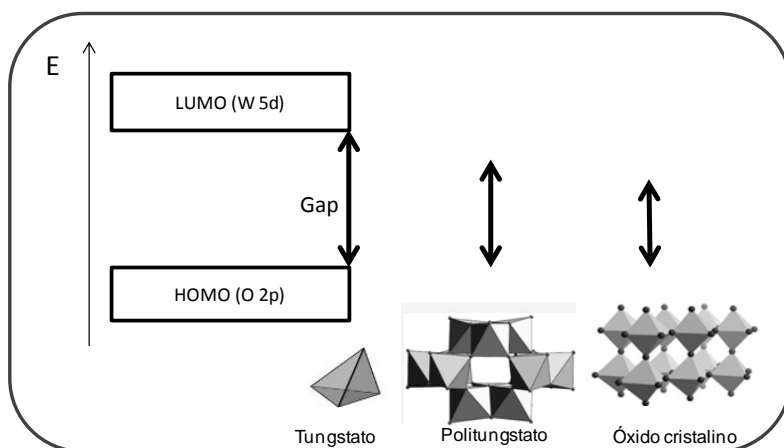 E
LUMO (W 5d)
Gap
HOMO (O 2p)
Tungstato
Politungstato
Óxido cristalino